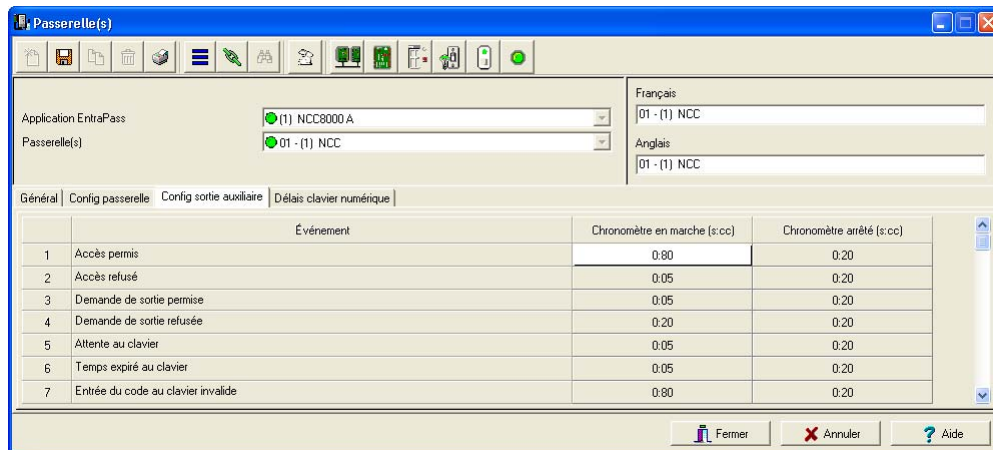 Passerelle(s)
Français
Application EntraPass (1) NCC8000 A 01 - (1) NCC
Passerelle(s) 01 - (1) NCC Anglais
01 - (1) NCC
Général Config passerelle Config sortie auxiliaire Délais clavier numérique
Événement Chronomètre en marche (s:cc) Chronomètre arrêté (s:cc)
1 Accès permis 0:80 0:20
2 Accès refusé 0:05 0:20
3 Demande de sortie permise 0:05 0:20
4 Demande de sortie refusée 0:20 0:20
5 Attente au clavier 0:05 0:20
6 Temps expiré au clavier 0:05 0:20
7 Entrée du code au clavier invalide 0:80 0:20
Fermer Annuler Aide